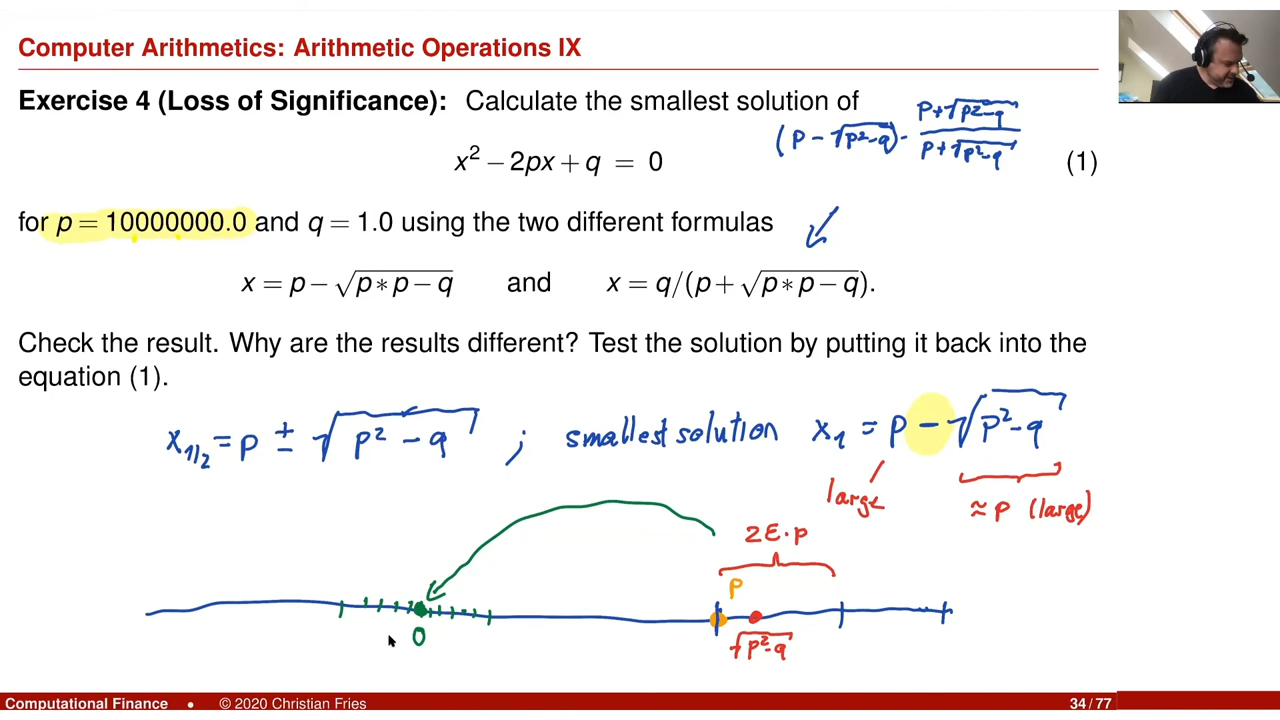 Computer Arithmetics: Arithmetic Operations IX
Exercise 4 (Loss of Significance): Calculate the smallest solution of
(p - √p²-q) · p+√p²-q / p+√p²-q
x² − 2px + q = 0 (1)
for p = 10000000.0 and q = 1.0 using the two different formulas
x = p − √p ∗ p − q and x = q/(p + √p ∗ p − q).
Check the result. Why are the results different? Test the solution by putting it back into the
equation (1).
x1/2 = p ± √p² - q ; smallest solution x1 = p - √p²-q
large ≈ p (large)
2ε·p
p
0 √p²-q
Computational Finance • © 2020 Christian Fries 34 / 77